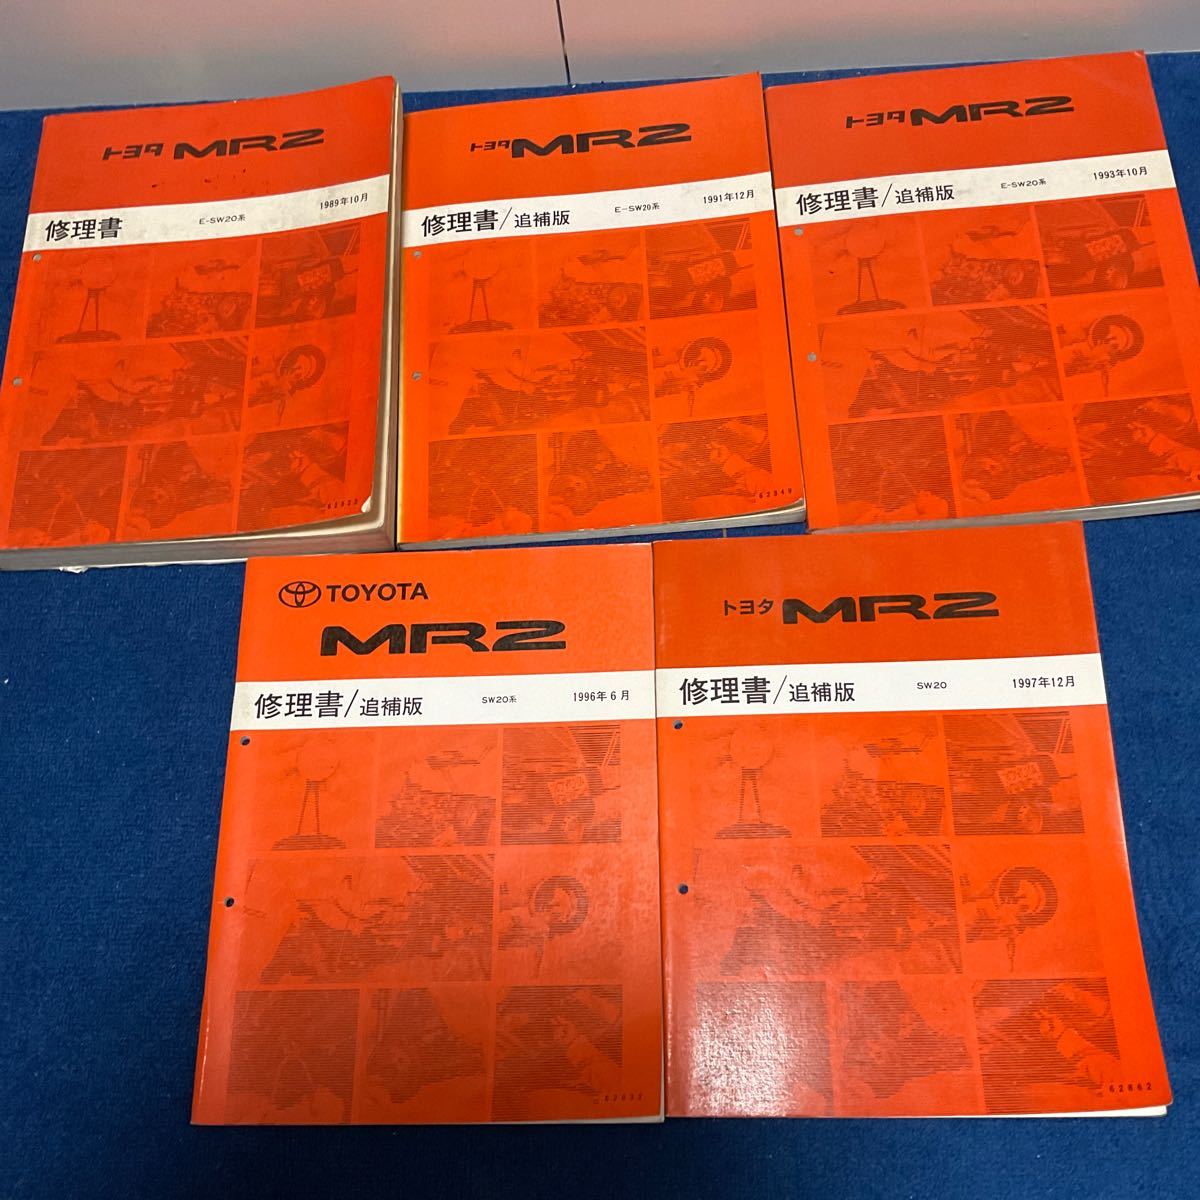 トヨタ MR2
修理書 E-SW20系 1989年10月
62322
トヨタ MR2
修理書/追補版 E-SW20系 1991年12月
62949
トヨタ MR2
修理書/追補版 E-SW20系 1993年10月
TOYOTA
MR2
修理書/追補版 SW20系 1996年6月
62632
トヨタ MR2
修理書/追補版 SW20 1997年12月
62662